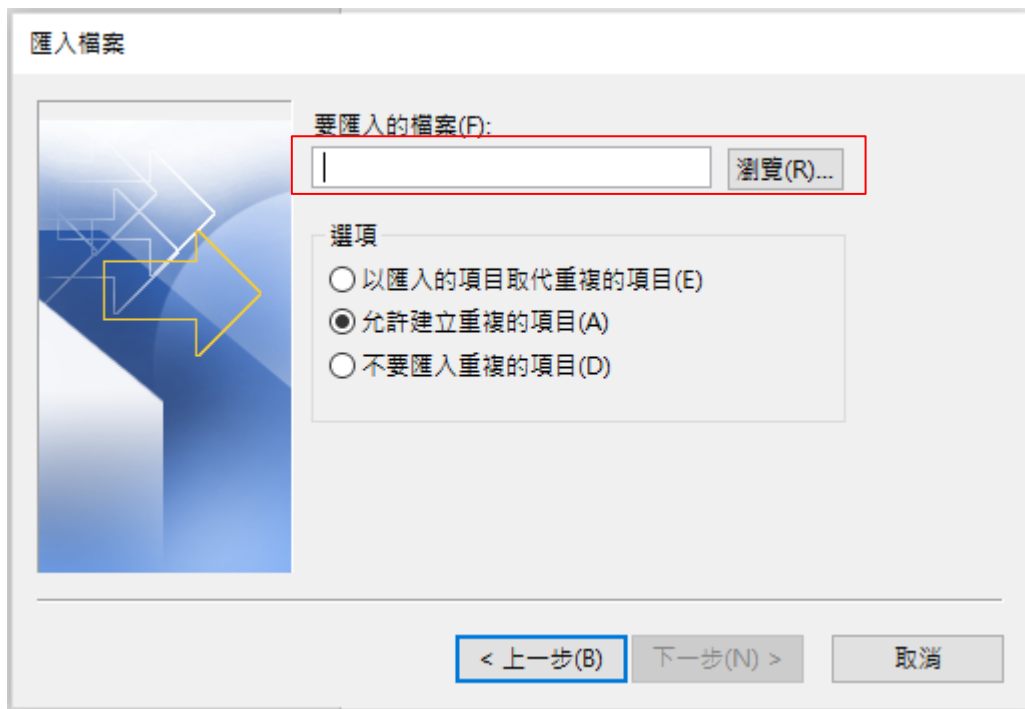 匯入檔案
要匯入的檔案(F):
瀏覽(R)...
選項
以匯入的項目取代重複的項目(E)
允許建立重複的項目(A)
不要匯入重複的項目(D)
< 上一步(B)
下一步(N) >
取消